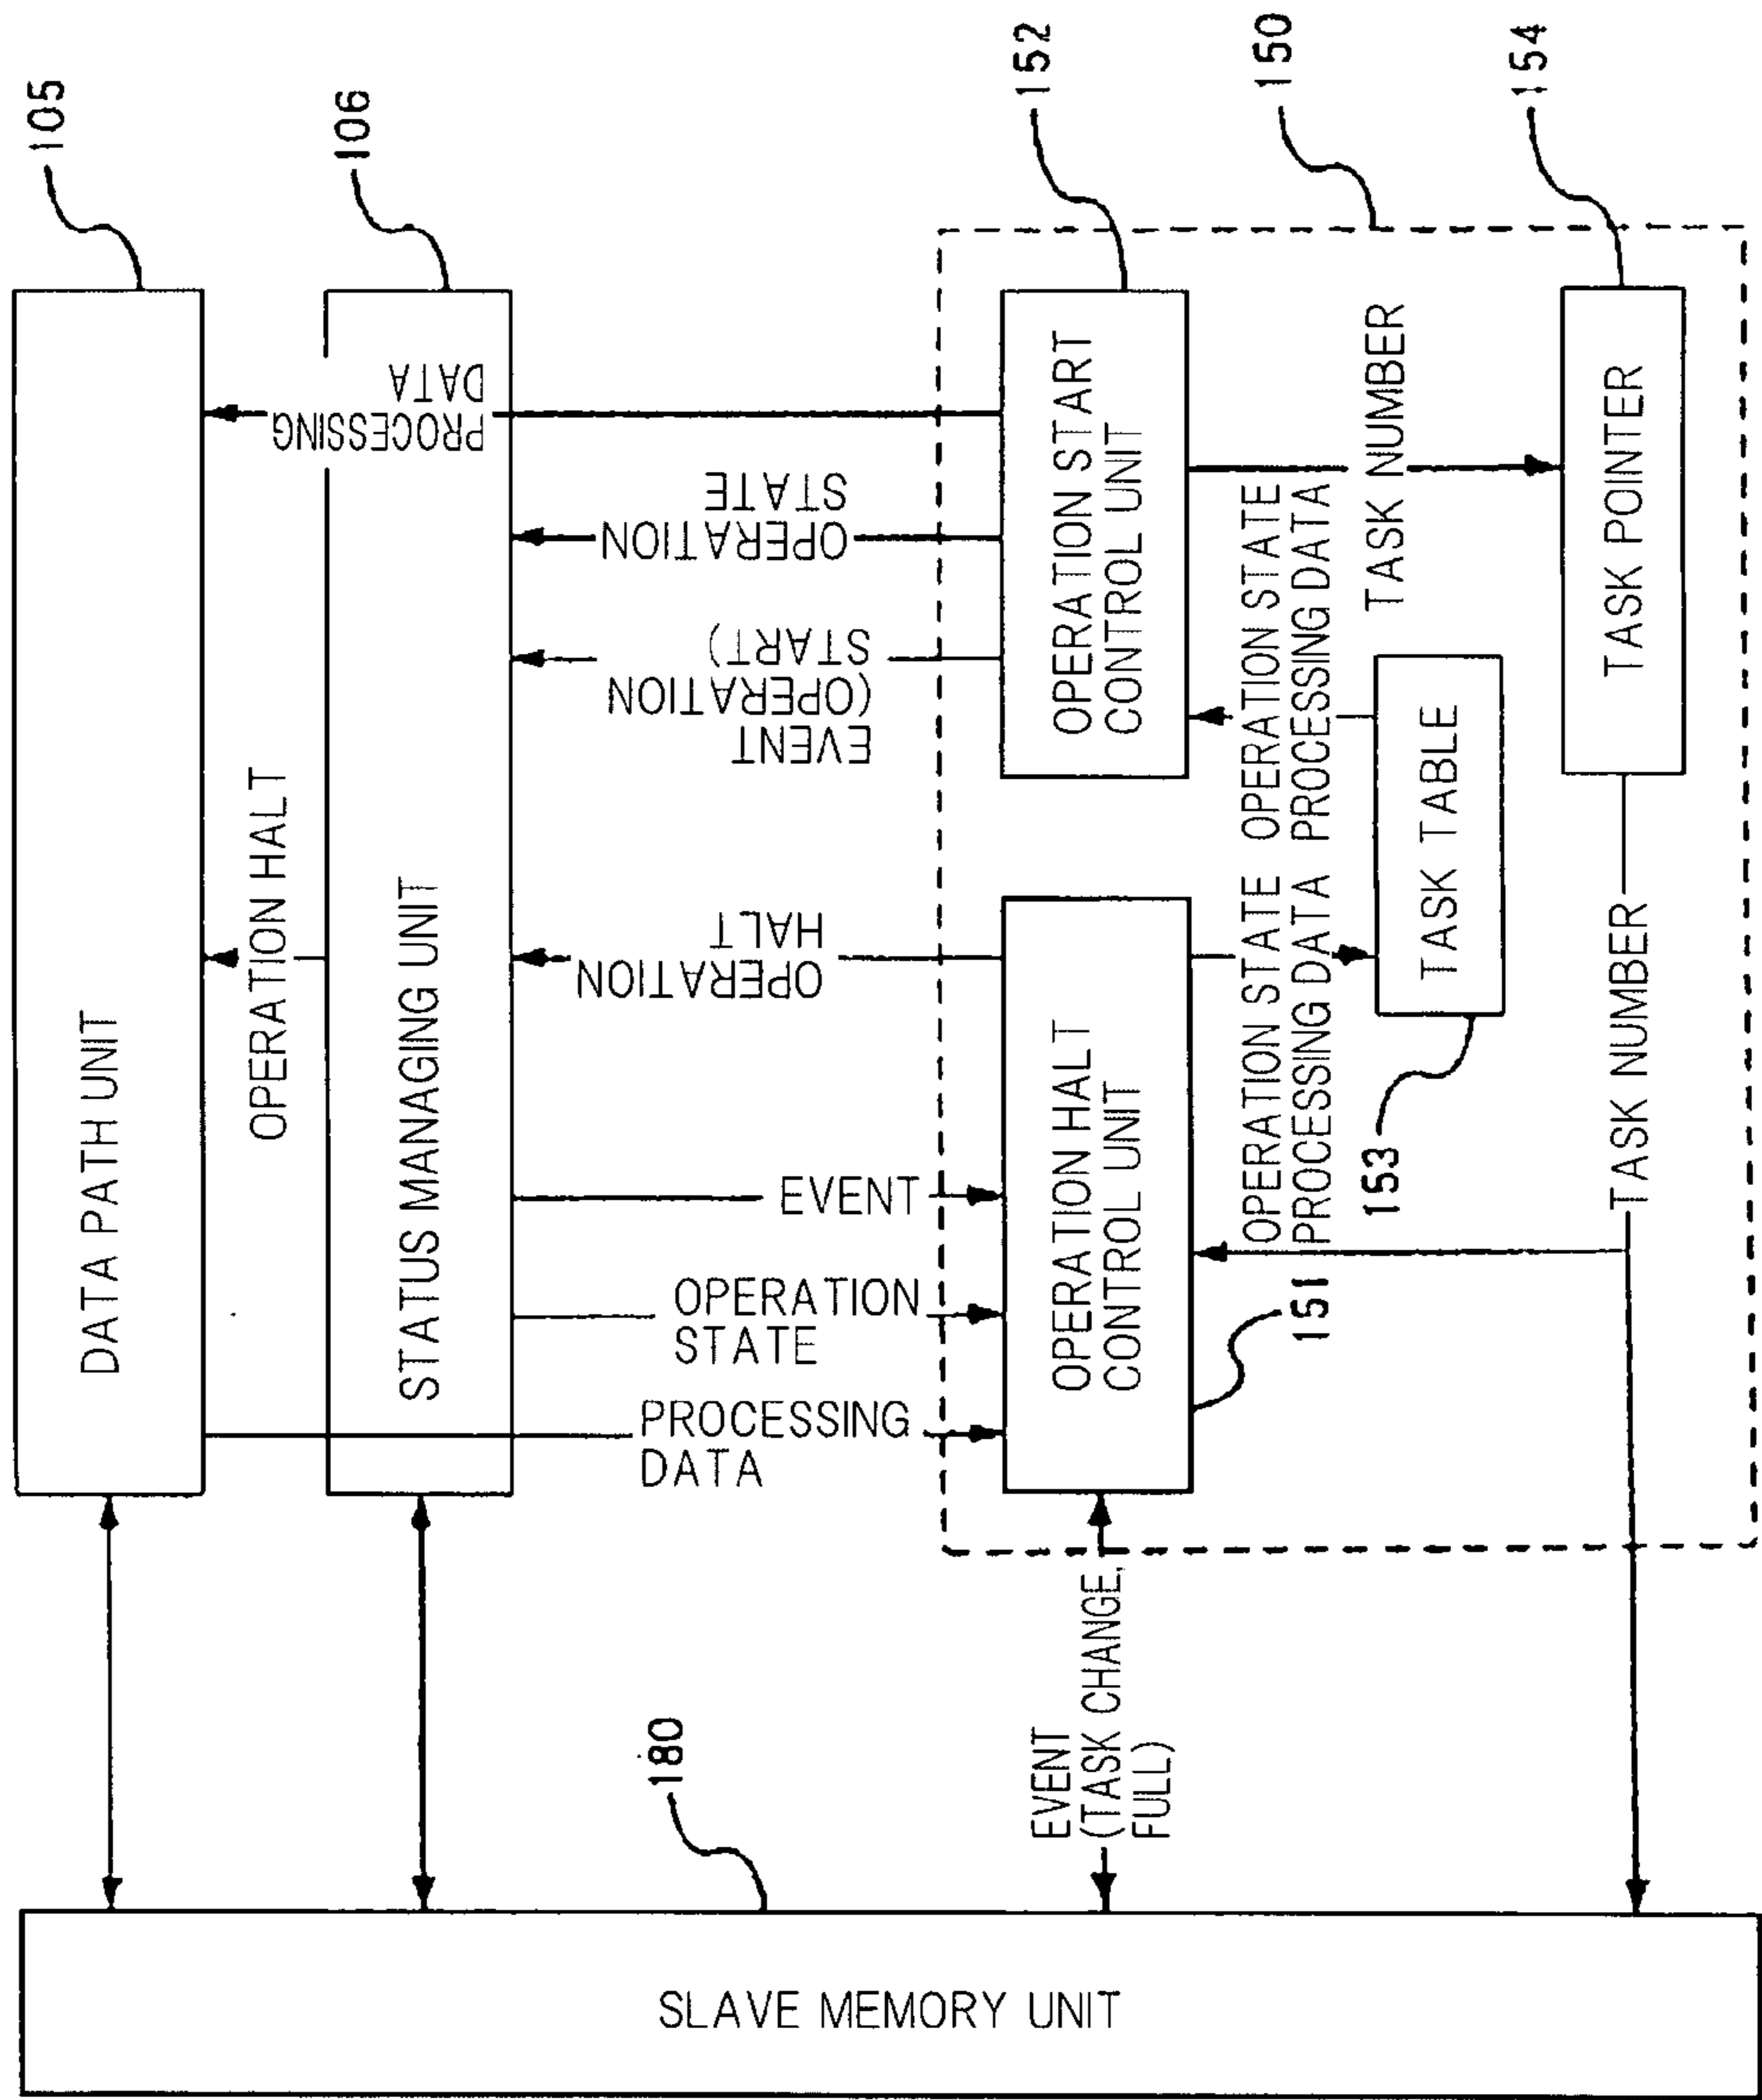 105
DATA PATH UNIT
OPERATION HALT
106
STATUS MANAGING UNIT
PROCESSING
DATA
OPERATION
STATE
EVENT
OPERATION
STATE
OPERATION
HALT
EVENT
(OPERATION
START)
PROCESSING
DATA
152
OPERATION HALT
CONTROL UNIT
OPERATION START
CONTROL UNIT
150
151
OPERATION STATE
PROCESSING DATA
OPERATION STATE
PROCESSING DATA
TASK NUMBER
153
TASK TABLE
154
TASK POINTER
TASK NUMBER
180
EVENT
(TASK CHANGE,
FULL)
SLAVE MEMORY UNIT